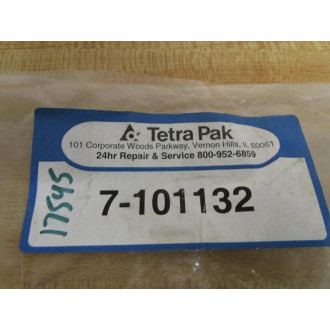 Tetra Pak
101 Corporate Woods Parkway, Vernon Hills, IL 60061
24hr Repair & Service 800-952-6859
7-101132
17545